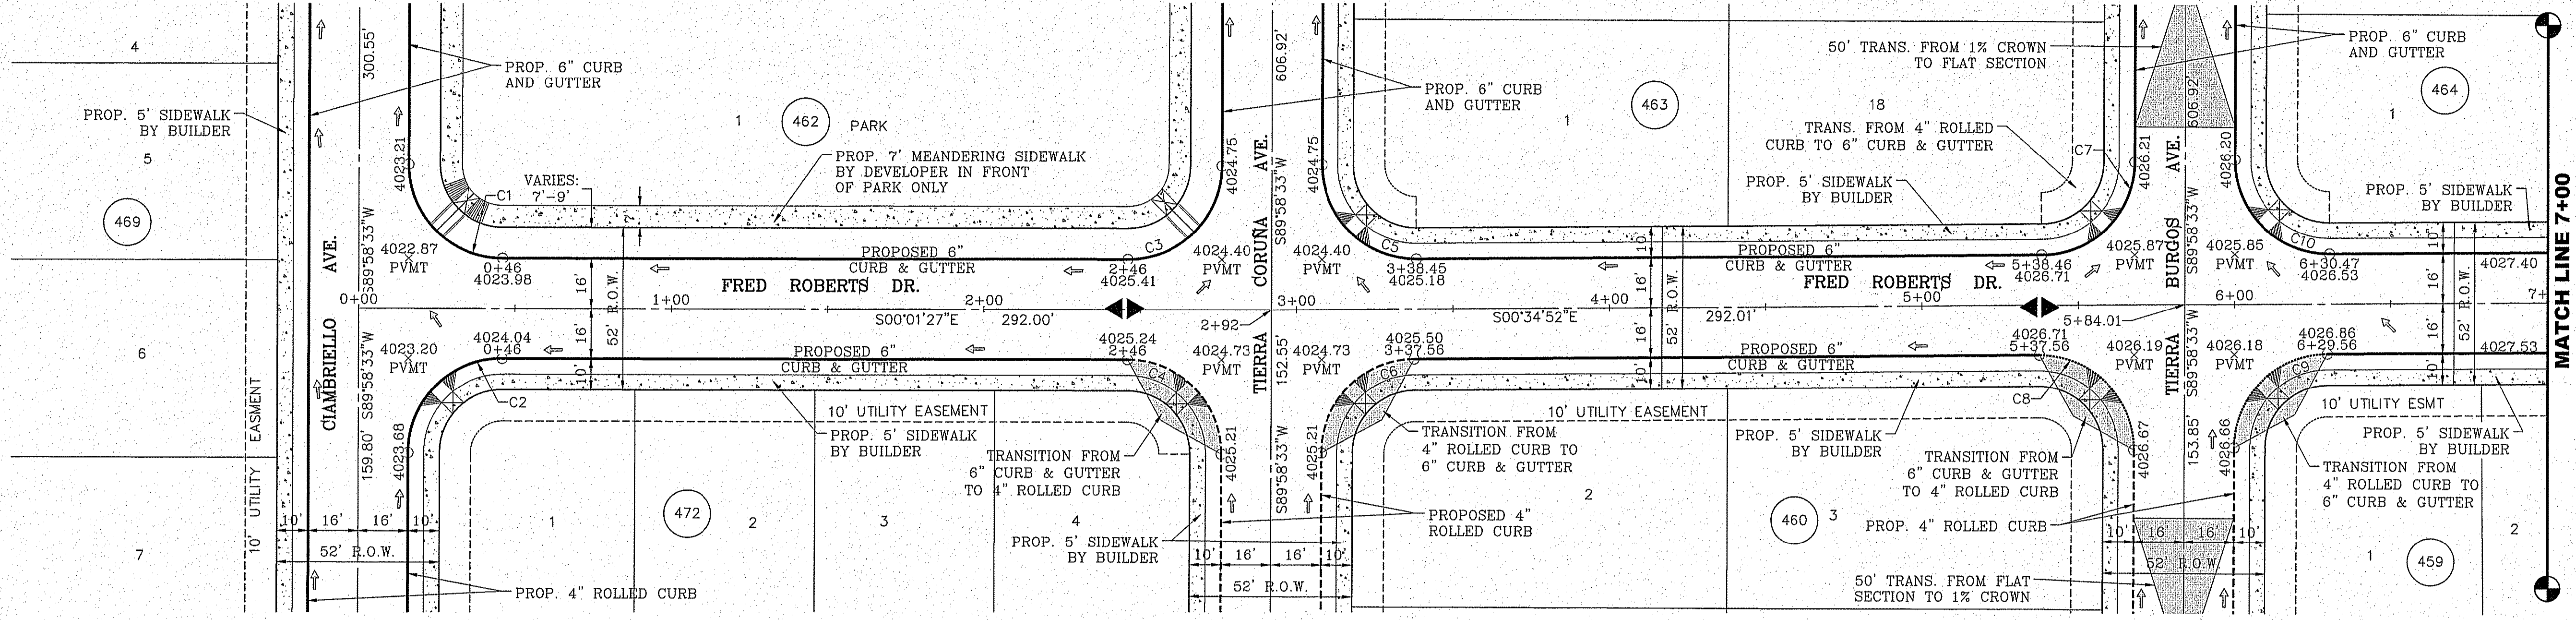 4
5
6
7
469
10' UTILITY EASMENT
PROP. 5' SIDEWALK
BY BUILDER
300.55'
PROP. 6" CURB
AND GUTTER
4023.21
CIAMBRIELLO AVE.
S89°58'33"W
S89°58'33"W
159.80'
4023.68
4022.87
PVMT
4023.20
PVMT
0+00
C1
VARIES:
7'-9'
7'
1
462
PARK
PROP. 7' MEANDERING SIDEWALK
BY DEVELOPER IN FRONT
OF PARK ONLY
0+46
4023.98
PROPOSED 6"
CURB & GUTTER
FRED ROBERTS DR.
1+00
2+00
16'
16'
10'
52' R.O.W.
S00°01'27"E 292.00'
C3
2+46
4025.41
4024.04
0+46
C2
PROPOSED 6"
CURB & GUTTER
4025.24
2+46
C4
10' UTILITY EASEMENT
PROP. 5' SIDEWALK
BY BUILDER
TRANSITION FROM
6" CURB & GUTTER
TO 4" ROLLED CURB
472
1
2
3
4
10' 16' 16' 10'
52' R.O.W.
PROP. 4" ROLLED CURB
PROP. 5' SIDEWALK
BY BUILDER
606.92'
4024.75
4024.75
TIERRA CORUÑA AVE.
S89°58'33"W
S89°58'33"W
152.55'
4025.21
4025.21
4024.40
PVMT
4024.40
PVMT
4024.73
PVMT
4024.73
PVMT
2+92
3+00
10' 16' 16' 10'
52' R.O.W.
PROP. 6" CURB
AND GUTTER
1
463
18
C5
3+38.45
4025.18
4025.50
3+37.56
C6
TRANSITION FROM
4" ROLLED CURB TO
6" CURB & GUTTER
PROPOSED 4"
ROLLED CURB
S00°34'52"E
292.01'
4+00
5+00
10'
16'
16'
10'
52' R.O.W.
PROPOSED 6"
CURB & GUTTER
FRED ROBERTS DR.
PROPOSED 6"
CURB & GUTTER
10' UTILITY EASEMENT
2
460
3
50' TRANS. FROM 1% CROWN
TO FLAT SECTION
TRANS. FROM 4" ROLLED
CURB TO 6" CURB & GUTTER
PROP. 5' SIDEWALK
BY BUILDER
C7
5+38.46
4026.71
4026.71
5+37.56
C8
PROP. 5' SIDEWALK
BY BUILDER
TRANSITION FROM
6" CURB & GUTTER
TO 4" ROLLED CURB
PROP. 4" ROLLED CURB
50' TRANS. FROM FLAT
SECTION TO 1% CROWN
606.92'
4026.21
4026.20
TIERRA BURGOS AVE.
S89°58'33"W
S89°58'33"W
153.85'
4026.67
4026.66
4025.87
PVMT
4025.85
PVMT
4026.19
PVMT
4026.18
PVMT
5+84.01
6+00
10' 16' 16' 10'
52' R.O.W.
PROP. 6" CURB
AND GUTTER
464
1
PROP. 5' SIDEWALK
BY BUILDER
C10
6+30.47
4026.53
4027.40
10'
16'
16'
10'
52' R.O.W.
7+
4026.86
6+29.56
4027.53
C9
10' UTILITY ESMT
PROP. 5' SIDEWALK
BY BUILDER
TRANSITION FROM
4" ROLLED CURB TO
6" CURB & GUTTER
1
459
2
MATCH LINE 7+00